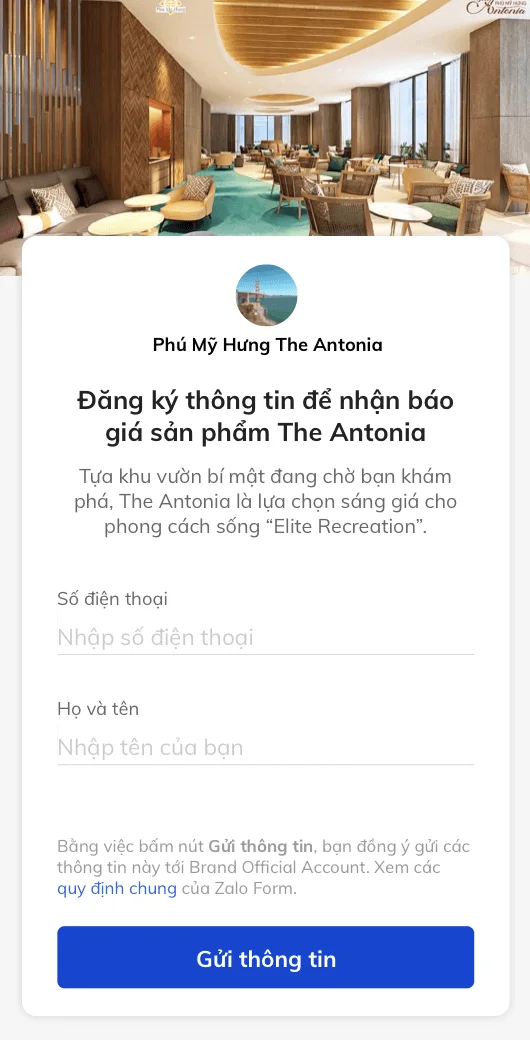 PHÚ MỸ HƯNG
Antonia
Phú Mỹ Hưng The Antonia
Đăng ký thông tin để nhận báo
giá sản phẩm The Antonia
Tựa khu vườn bí mật đang chờ bạn khám
phá, The Antonia là lựa chọn sáng giá cho
phong cách sống “Elite Recreation”.
Số điện thoại
Nhập số điện thoại
Họ và tên
Nhập tên của bạn
Bằng việc bấm nút Gửi thông tin, bạn đồng ý gửi các
thông tin này tới Brand Official Account. Xem các
quy định chung của Zalo Form.
Gửi thông tin